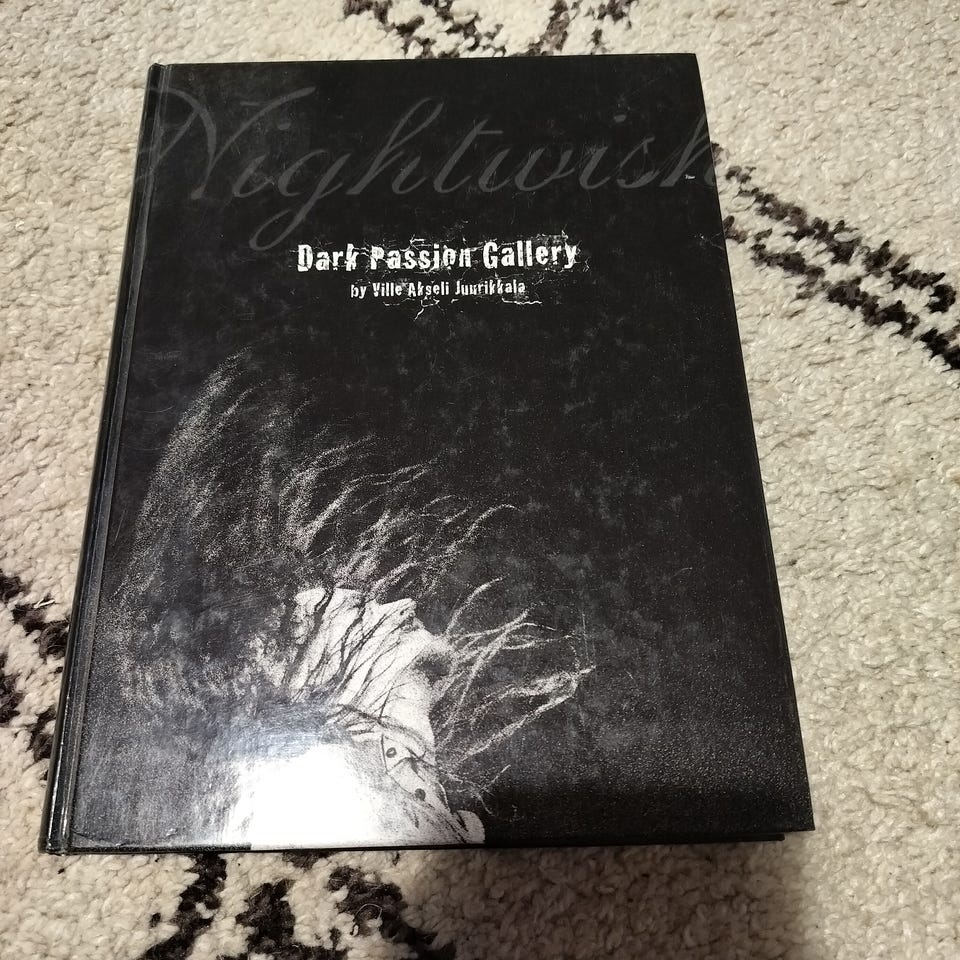 Nightwish
Dark Passion Gallery
by Ville Akseli Juurikkala